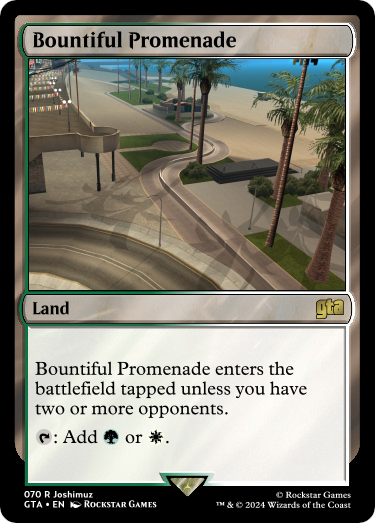 Bountiful Promenade
Land
gta
Bountiful Promenade enters the
battlefield tapped unless you have
two or more opponents.
: Add or .
070 R Joshimuz
GTA • EN Rockstar Games
© Rockstar Games
™ & © 2024 Wizards of the Coast